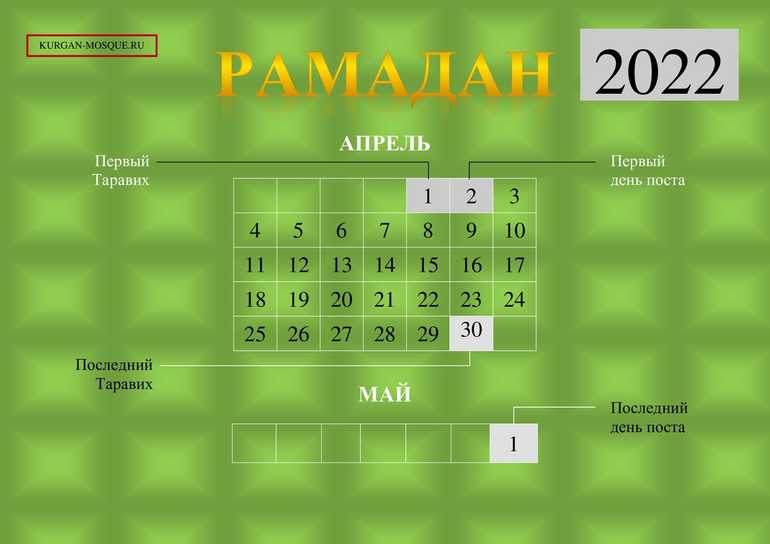 KURGAN-MOSQUE.RU
РАМАДАН 2022
АПРЕЛЬ
Первый
Таравих
Первый
день поста
1 2 3
4 5 6 7 8 9 10
11 12 13 14 15 16 17
18 19 20 21 22 23 24
25 26 27 28 29 30
Последний
Таравих
МАЙ
Последний
день поста
1